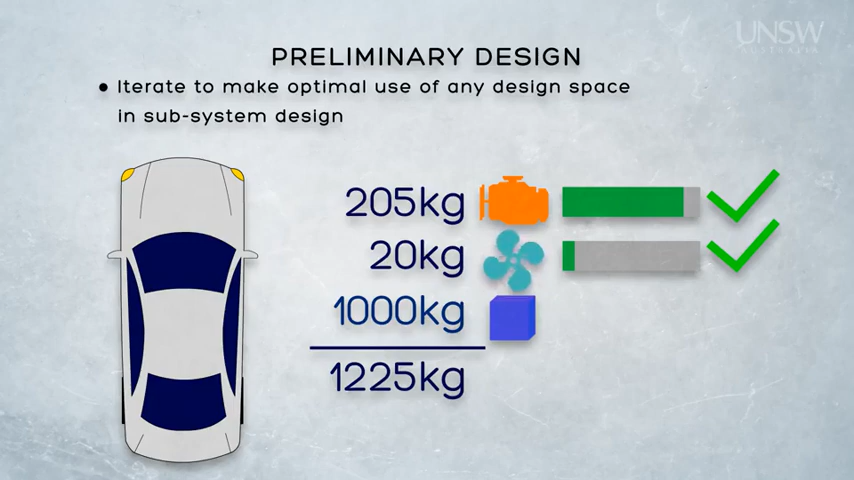 UNSW
AUSTRALIA
PRELIMINARY DESIGN
• Iterate to make optimal use of any design space
in sub-system design
205kg
20kg
1000kg
1225kg